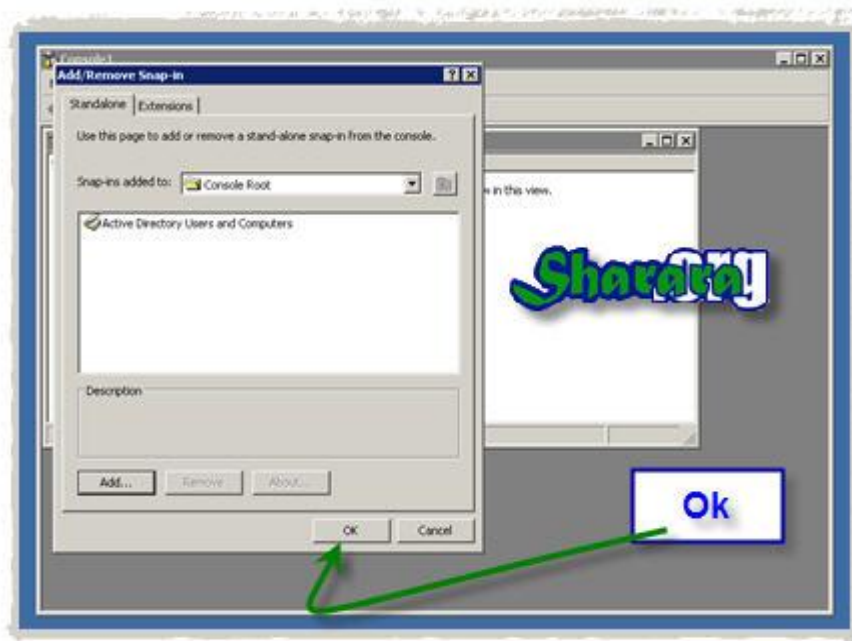 Console1
Add/Remove Snap-in
Standalone
Extensions
Use this page to add or remove a stand-alone snap-in from the console.
Snap-ins added to:
Console Root
Active Directory Users and Computers
Description
Add...
Remove
About...
OK
Cancel
in this view.
Sharara.org
Ok